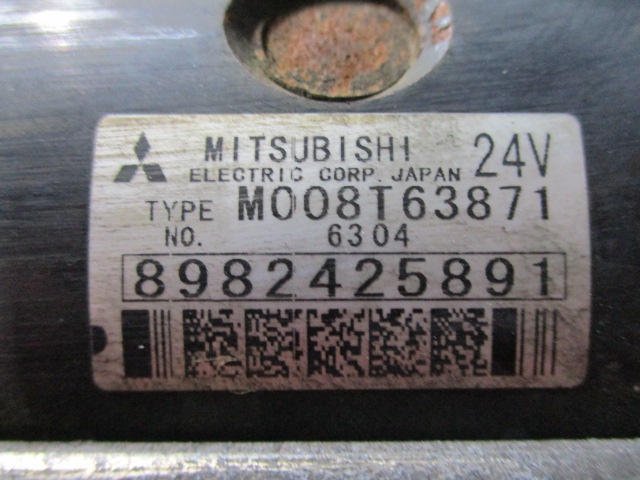 MITSUBISHI 24V
ELECTRIC CORP. JAPAN
TYPE M008T63871
NO. 6304
8982425891